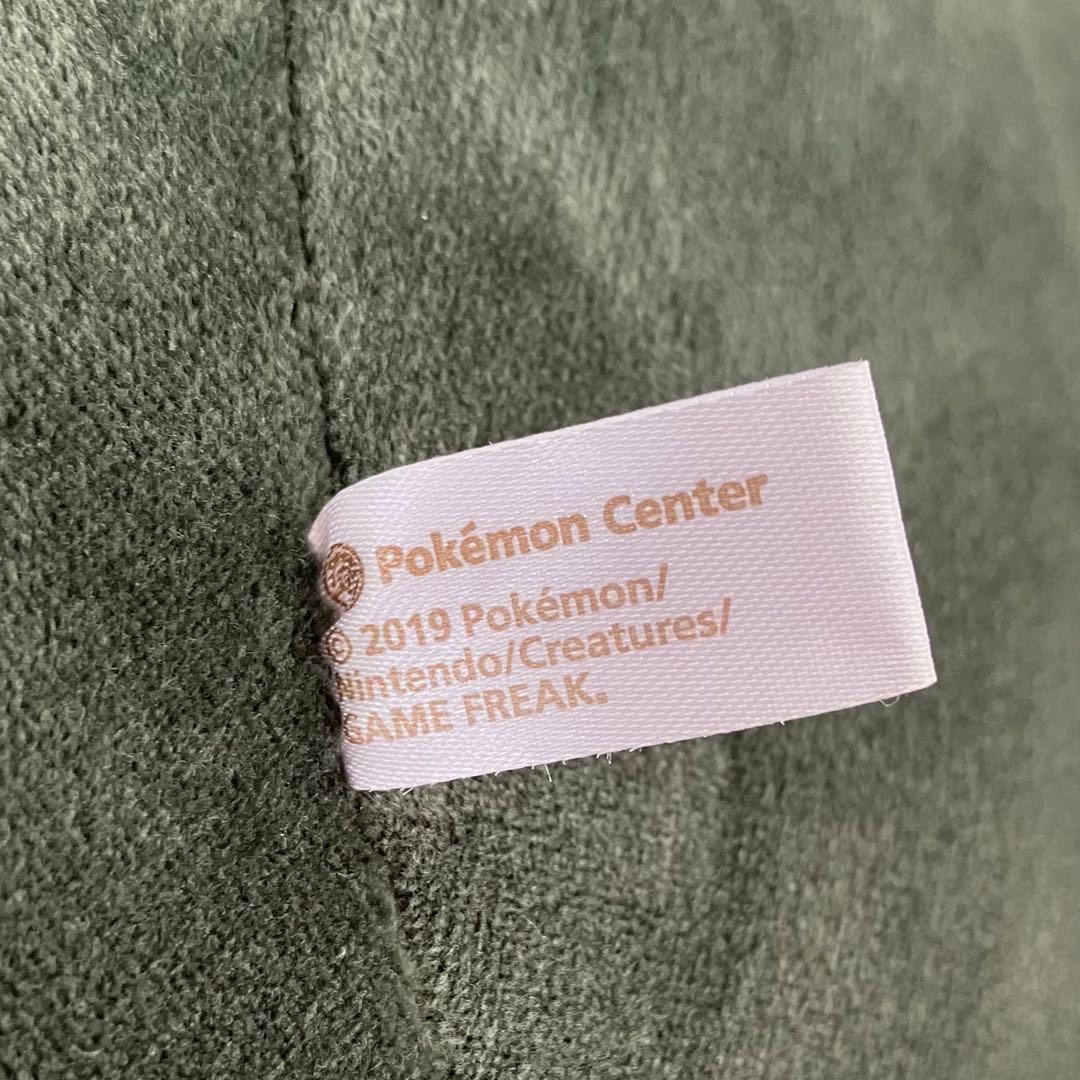 Pokémon Center
© 2019 Pokémon/
Nintendo/Creatures/
GAME FREAK.